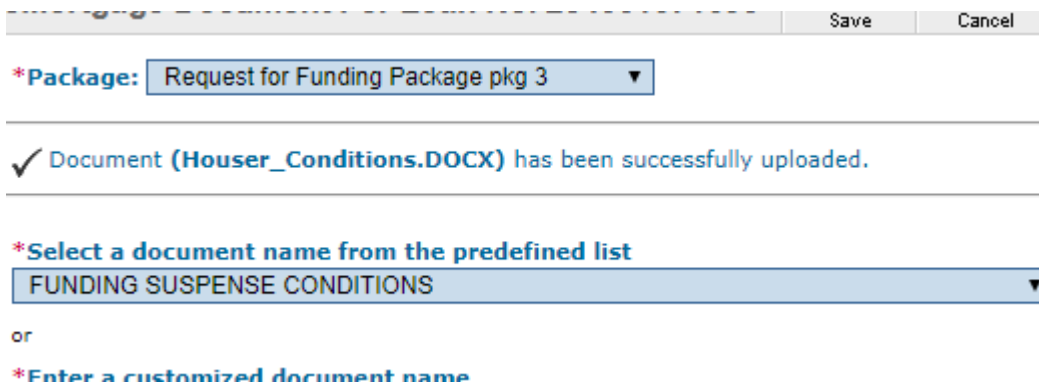 Save Cancel
*Package: Request for Funding Package pkg 3
Document (Houser_Conditions.DOCX) has been successfully uploaded.
*Select a document name from the predefined list
FUNDING SUSPENSE CONDITIONS
or
*Enter a customized document name